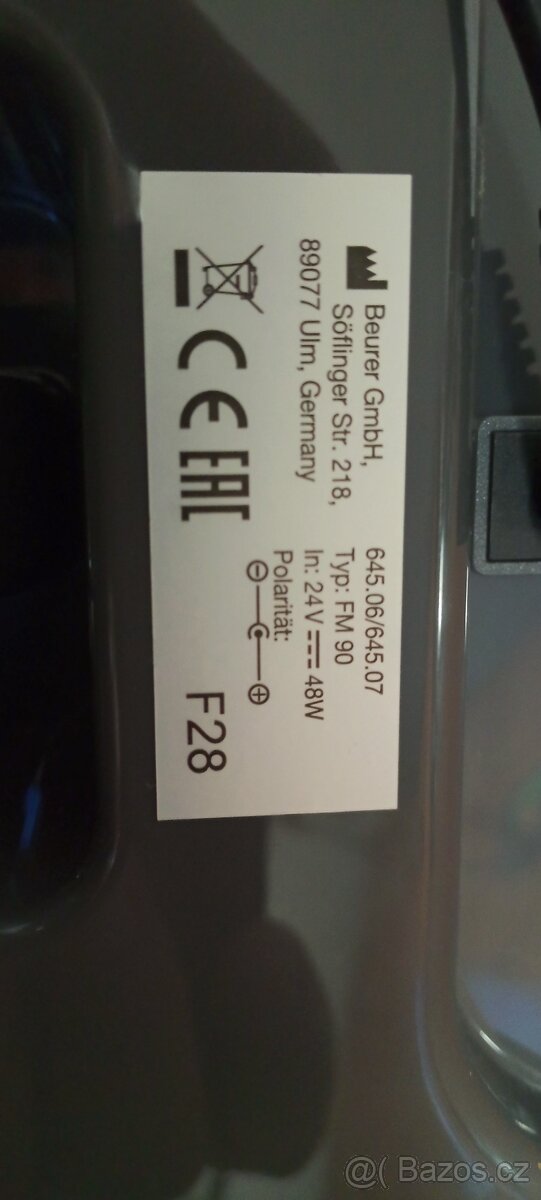 Beurer GmbH,
Söflinger Str. 218,
89077 Ulm, Germany
CE EAC
645.06/645.07
Typ: FM 90
In: 24V 48W
Polarität:
F28
@( Bazoš.cz